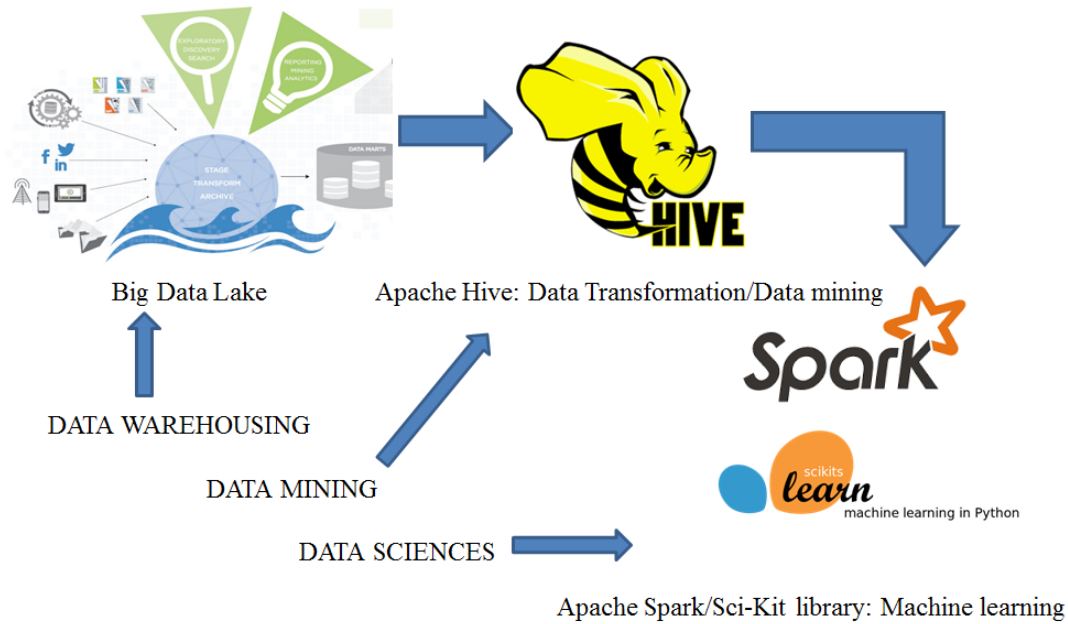 EXPLORATORY
DISCOVERY
SEARCH
REPORTING
MINING
ANALYTICS
f
in
STAGE
TRANSFORM
ARCHIVE
DATA MARTS
HIVE
Big Data Lake
Apache Hive: Data Transformation/Data mining
Spark
DATA WAREHOUSING
scikits
learn
machine learning in Python
DATA MINING
DATA SCIENCES
Apache Spark/Sci-Kit library: Machine learning